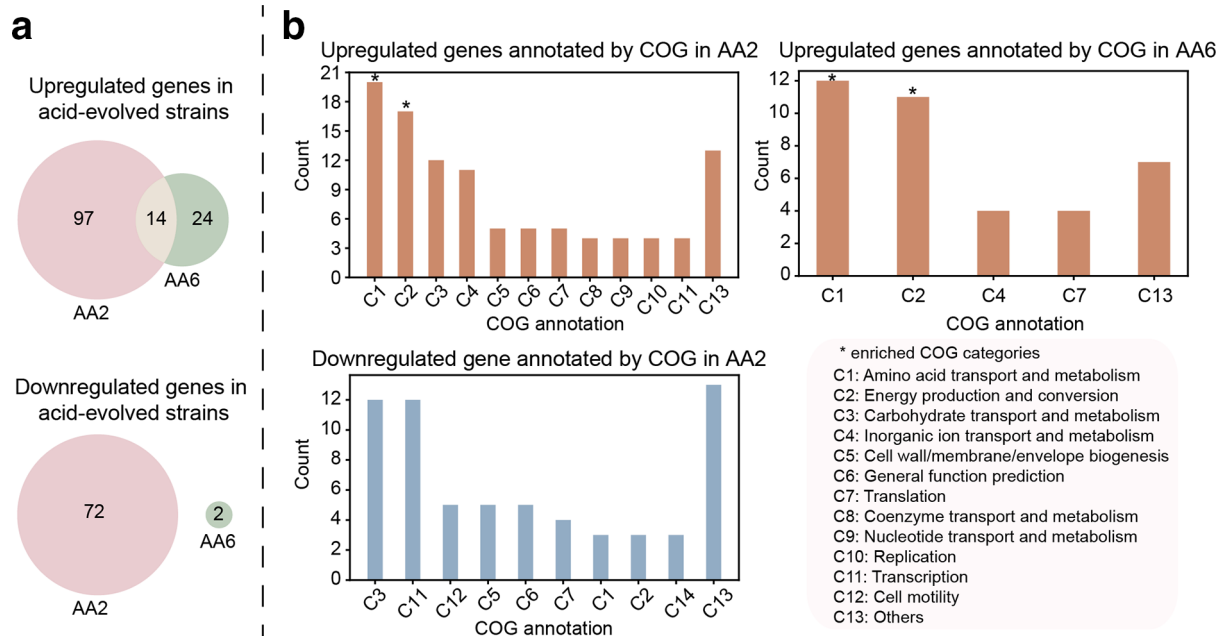 a
Upregulated genes in
acid-evolved strains
97
14
24
AA6
AA2
Downregulated genes in
acid-evolved strains
72
2
AA6
AA2
b
Upregulated genes annotated by COG in AA2
21
18
15
12
9
6
3
0
Count
*
*
C1 C2 C3 C4 C5 C6 C7 C8 C9 C10 C11 C13
COG annotation
Upregulated genes annotated by COG in AA6
12
10
8
6
4
2
0
Count
*
*
C1 C2 C4 C7 C13
COG annotation
Downregulated gene annotated by COG in AA2
12
10
8
6
4
2
0
Count
C3 C11 C12 C5 C6 C7 C1 C2 C14 C13
COG annotation
* enriched COG categories
C1: Amino acid transport and metabolism
C2: Energy production and conversion
C3: Carbohydrate transport and metabolism
C4: Inorganic ion transport and metabolism
C5: Cell wall/membrane/envelope biogenesis
C6: General function prediction
C7: Translation
C8: Coenzyme transport and metabolism
C9: Nucleotide transport and metabolism
C10: Replication
C11: Transcription
C12: Cell motility
C13: Others